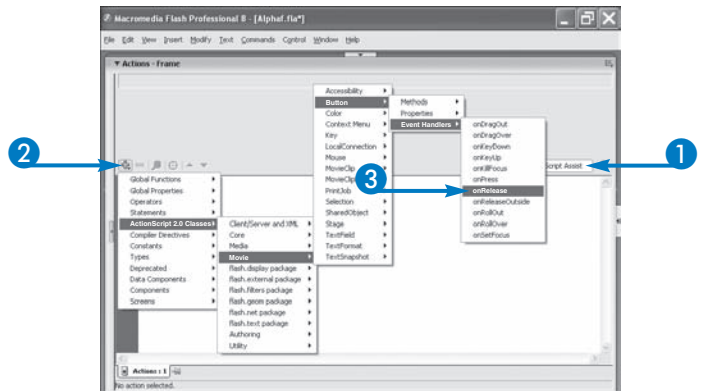 Macromedia Flash Professional 8 - [Alphaf.fla*]
File Edit View Insert Modify Text Commands Control Window Help
Actions - Frame
Accessibility
Button
Color
Context Menu
Key
LocalConnection
Mouse
MovieClip
MovieClip
PrintJob
Selection
SharedObject
Stage
TextField
TextFormat
TextSnapshot
Methods
Properties
Event Handlers
onDragOut
onDragOver
onKeyDown
onKeyUp
onKillFocus
onPress
onRelease
onReleaseOutside
onRollOut
onRollOver
onSetFocus
2
1
3
Script Assist
Global Functions
Global Properties
Operators
Statements
ActionScript 2.0 Classes
Compiler Directives
Constants
Types
Deprecated
Data Components
Components
Screens
Client/Server and XML
Core
Media
Movie
flash.display package
flash.external package
flash.filters package
flash.geom package
flash.net package
flash.text package
Authoring
Utility
Actions : 1
No action selected.